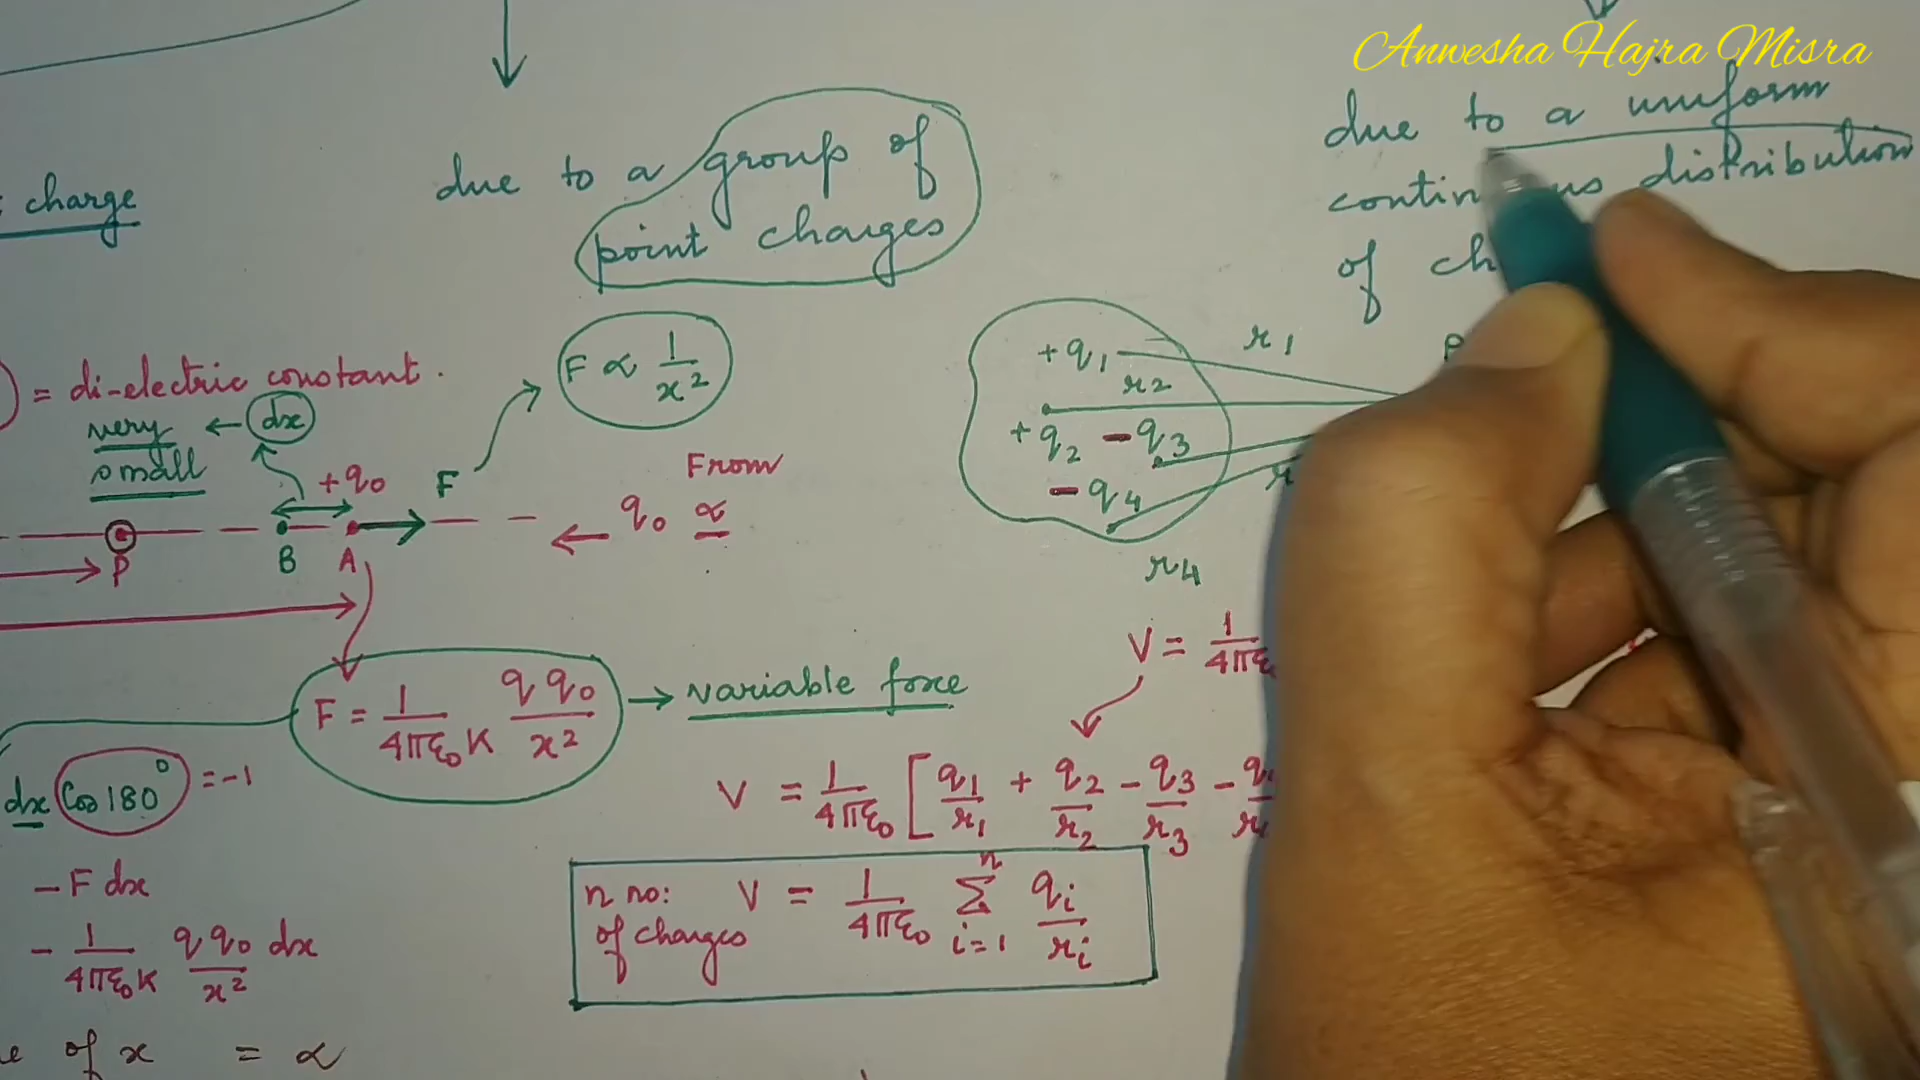 Anwesha Hajra Misra
due to a uniform
continuous distribution
of
: charge
due to a group of
point charges
F ∝ 1/x²
= di-electric constant.
very ← dx
small
+q₀
F
From
q₀ ∝
P
B
A
+q₁
r₁
r₂
+q₂ -q₃
-q₄
r₄
F = 1/4πε₀K qq₀/x² → variable force
V = 1/4πε₀
dx Cos 180° = -1
V = 1/4πε₀ [q₁/r₁ + q₂/r₂ - q₃/r₃ -
- F dx
n no: of charges V = 1/4πε₀ Σⁿᵢ₌₁ qᵢ/rᵢ
- 1/4πε₀K qq₀/x² dx
of x = ∝